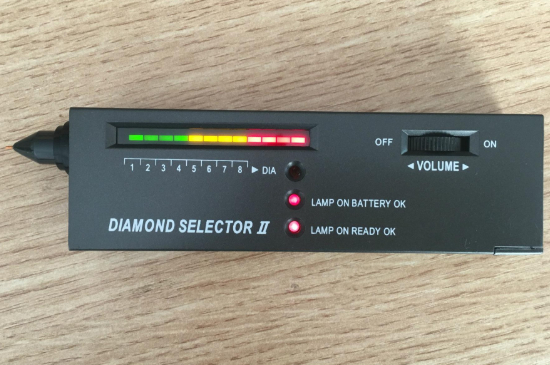 OFF ON
1 2 3 4 5 6 7 8 ► DIA
◄ VOLUME ►
LAMP ON BATTERY OK
DIAMOND SELECTOR II
LAMP ON READY OK